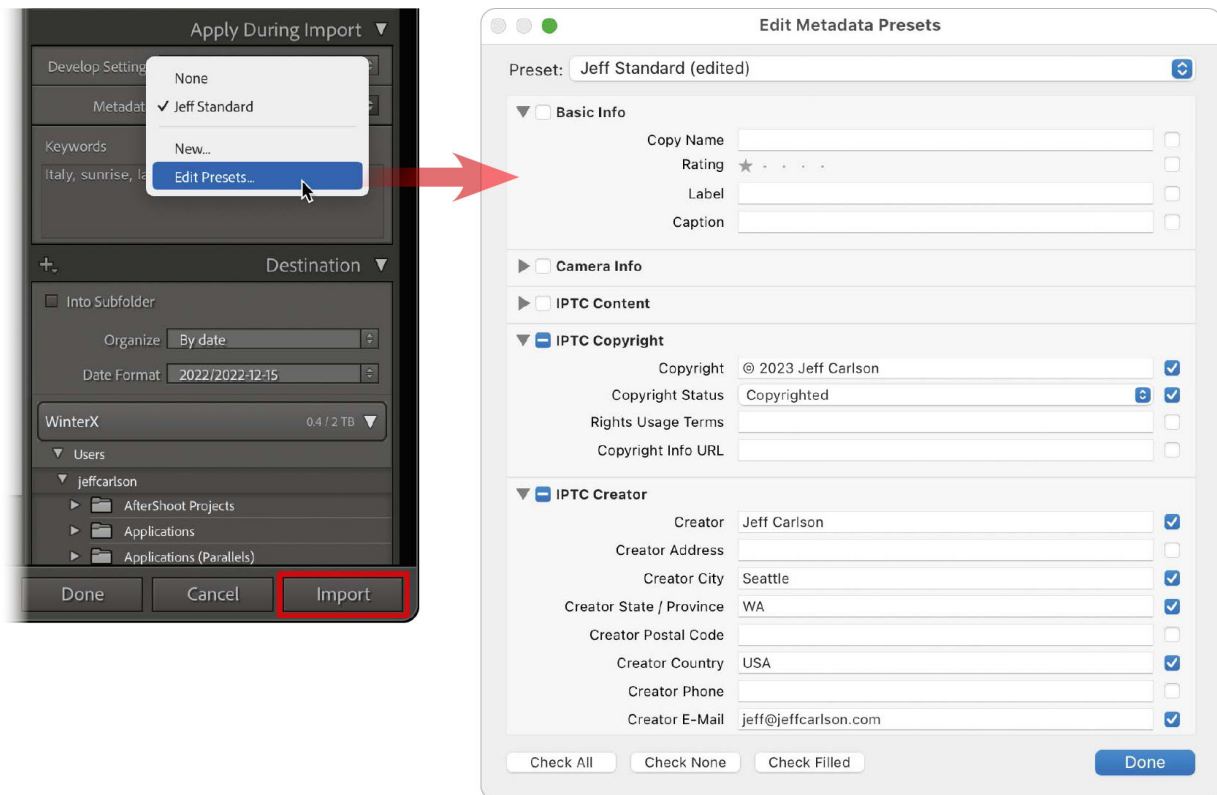 Apply During Import
Develop Setting
None
Metadat
Jeff Standard
Keywords
New...
Italy, sunrise, la
Edit Presets...
Destination
Into Subfolder
Organize By date
Date Format 2022/2022-12-15
WinterX 0.4 / 2 TB
Users
jeffcarlson
AfterShoot Projects
Applications
Applications (Parallels)
Done Cancel Import
Edit Metadata Presets
Preset: Jeff Standard (edited)
Basic Info
Copy Name
Rating
Label
Caption
Camera Info
IPTC Content
IPTC Copyright
Copyright © 2023 Jeff Carlson
Copyright Status Copyrighted
Rights Usage Terms
Copyright Info URL
IPTC Creator
Creator Jeff Carlson
Creator Address
Creator City Seattle
Creator State / Province WA
Creator Postal Code
Creator Country USA
Creator Phone
Creator E-Mail jeff@jeffcarlson.com
Check All Check None Check Filled Done